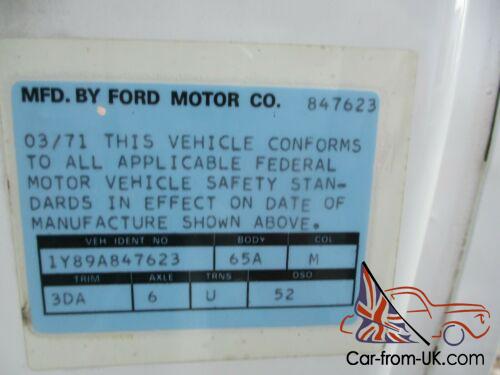 MFD. BY FORD MOTOR CO. 847623
03/71 THIS VEHICLE CONFORMS
TO ALL APPLICABLE FEDERAL
MOTOR VEHICLE SAFETY STAN-
DARDS IN EFFECT ON DATE OF
MANUFACTURE SHOWN ABOVE.
VEH IDENT NO BODY COL
1Y89A847623 65A M
TRIM AXLE TRNS DSO
3DA 6 U 52
Car-from-UK.com